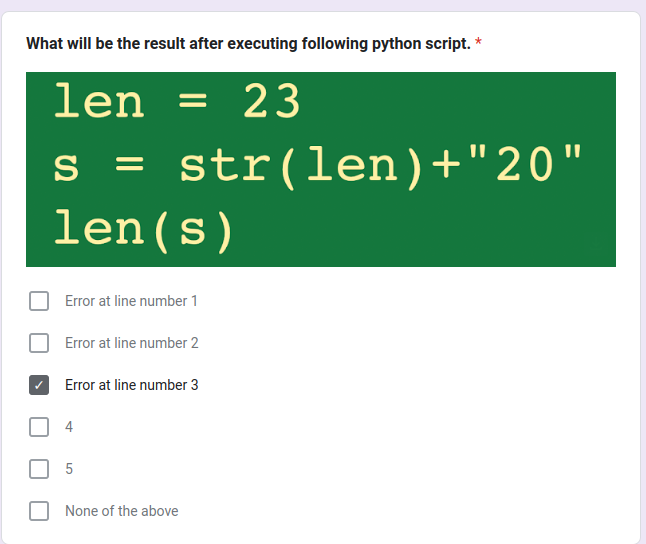 What will be the result after executing following python script. *
len = 23
s = str(len)+"20"
len(s)
Error at line number 1
Error at line number 2
Error at line number 3
4
5
None of the above